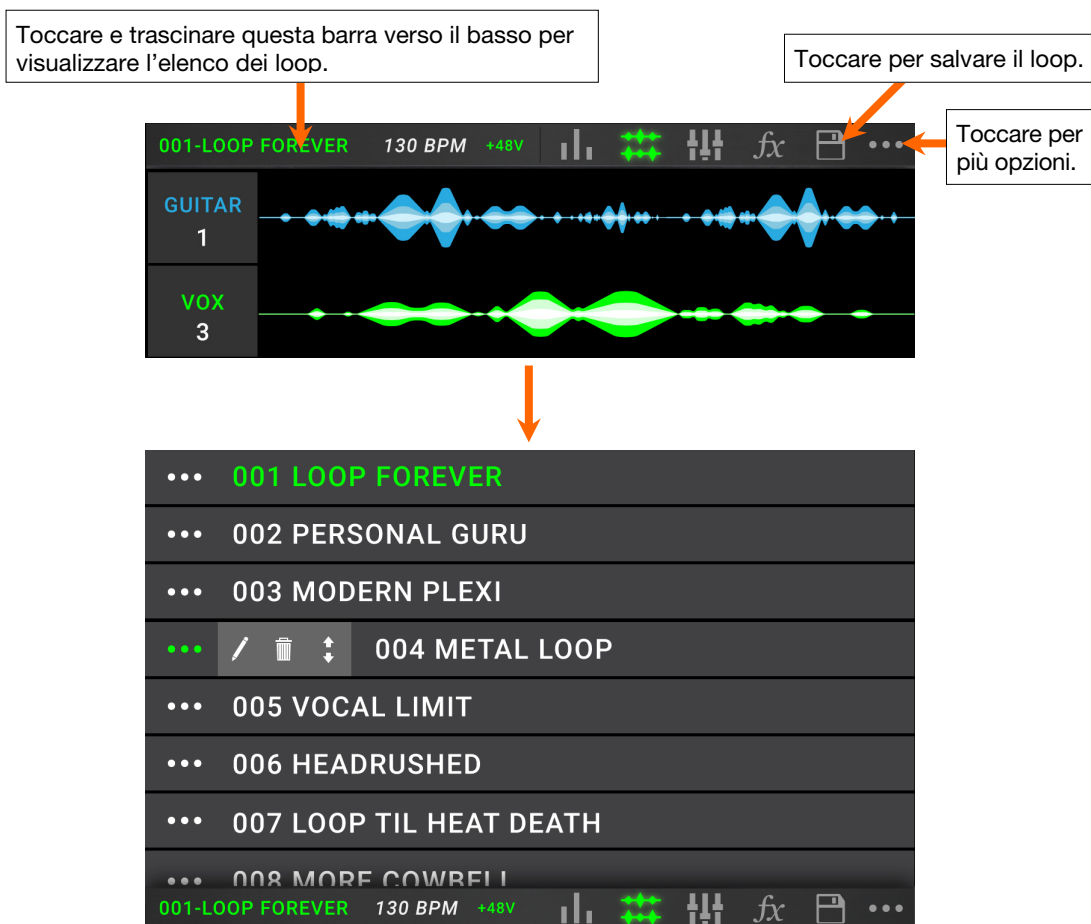 Toccare e trascinare questa barra verso il basso per
visualizzare l'elenco dei loop.
Toccare per salvare il loop.
Toccare per
più opzioni.
001-LOOP FOREVER 130 BPM +48V fx
GUITAR
1
VOX
3
001 LOOP FOREVER
002 PERSONAL GURU
003 MODERN PLEXI
004 METAL LOOP
005 VOCAL LIMIT
006 HEADRUSHED
007 LOOP TIL HEAT DEATH
008 MORE COWBELL
001-LOOP FOREVER 130 BPM +48V fx